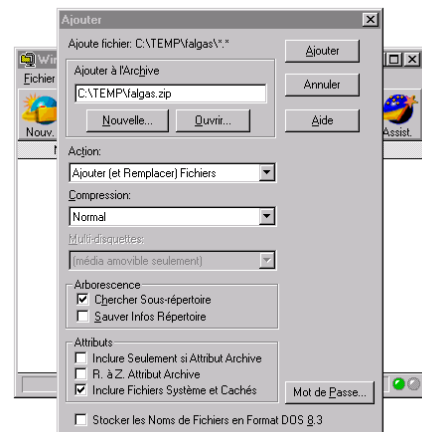 Ajouter
Ajoute fichier: C:\TEMP\falgas\*.*
Ajouter
Ajouter à l'Archive
C:\TEMP\falgas.zip
Nouvelle...
Ouvrir...
Annuler
Aide
Fichier
Nouv.
Assist.
Action:
Ajouter (et Remplacer) Fichiers
Compression:
Normal
Multi-disquettes:
(média amovible seulement)
Arborescence
Chercher Sous-répertoire
Sauver Infos Répertoire
Attributs
Inclure Seulement si Attribut Archive
R. à Z. Attribut Archive
Inclure Fichiers Système et Cachés
Mot de Passe...
Stocker les Noms de Fichiers en Format DOS 8.3